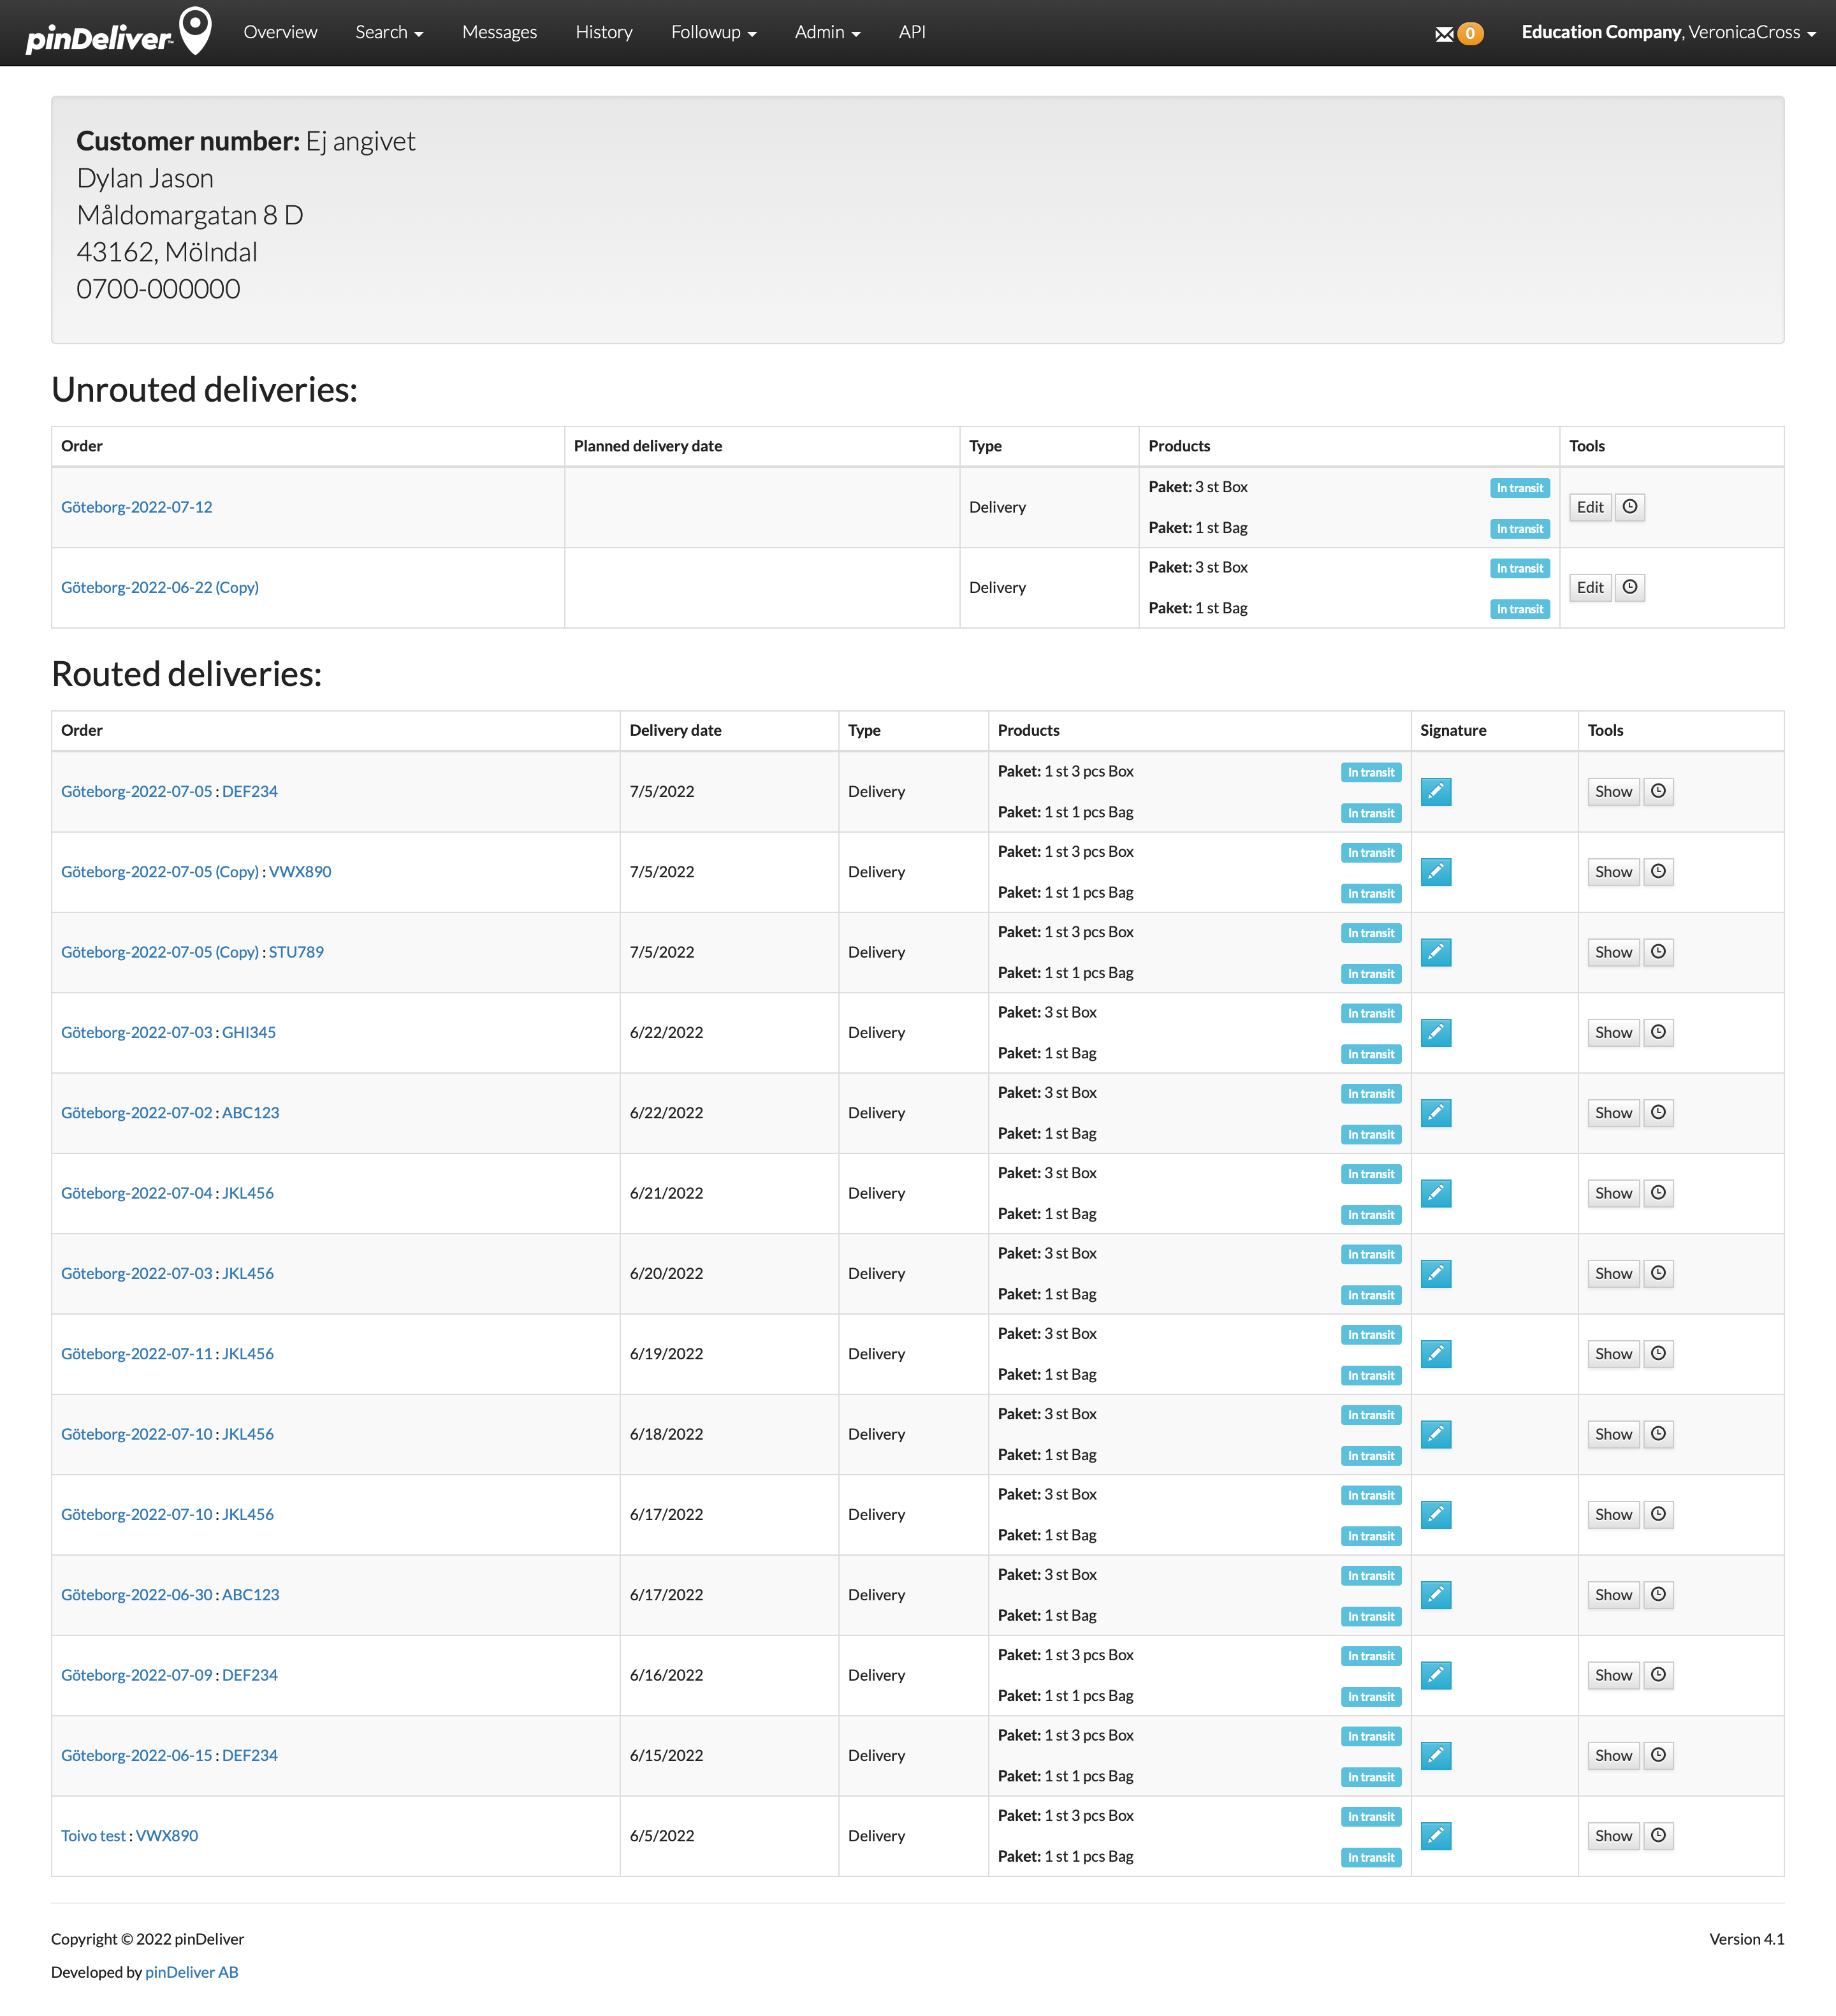 pinDeliver™ Overview Search Messages History Followup Admin API 0 Education Company, VeronicaCross
Customer number: Ej angivet
Dylan Jason
Måldomargatan 8 D
43162, Mölndal
0700-000000
Unrouted deliveries:
Order Planned delivery date Type Products Tools
Göteborg-2022-07-12 Delivery Paket: 3 st Box In transit Edit
Paket: 1 st Bag In transit
Göteborg-2022-06-22 (Copy) Delivery Paket: 3 st Box In transit Edit
Paket: 1 st Bag In transit
Routed deliveries:
Order Delivery date Type Products Signature Tools
Göteborg-2022-07-05 : DEF234 7/5/2022 Delivery Paket: 1 st 3 pcs Box In transit Show
Paket: 1 st 1 pcs Bag In transit
Göteborg-2022-07-05 (Copy) : VWX890 7/5/2022 Delivery Paket: 1 st 3 pcs Box In transit Show
Paket: 1 st 1 pcs Bag In transit
Göteborg-2022-07-05 (Copy) : STU789 7/5/2022 Delivery Paket: 1 st 3 pcs Box In transit Show
Paket: 1 st 1 pcs Bag In transit
Göteborg-2022-07-03 : GHI345 6/22/2022 Delivery Paket: 3 st Box In transit Show
Paket: 1 st Bag In transit
Göteborg-2022-07-02 : ABC123 6/22/2022 Delivery Paket: 3 st Box In transit Show
Paket: 1 st Bag In transit
Göteborg-2022-07-04 : JKL456 6/21/2022 Delivery Paket: 3 st Box In transit Show
Paket: 1 st Bag In transit
Göteborg-2022-07-03 : JKL456 6/20/2022 Delivery Paket: 3 st Box In transit Show
Paket: 1 st Bag In transit
Göteborg-2022-07-11 : JKL456 6/19/2022 Delivery Paket: 3 st Box In transit Show
Paket: 1 st Bag In transit
Göteborg-2022-07-10 : JKL456 6/18/2022 Delivery Paket: 3 st Box In transit Show
Paket: 1 st Bag In transit
Göteborg-2022-07-10 : JKL456 6/17/2022 Delivery Paket: 3 st Box In transit Show
Paket: 1 st Bag In transit
Göteborg-2022-06-30 : ABC123 6/17/2022 Delivery Paket: 3 st Box In transit Show
Paket: 1 st Bag In transit
Göteborg-2022-07-09 : DEF234 6/16/2022 Delivery Paket: 1 st 3 pcs Box In transit Show
Paket: 1 st 1 pcs Bag In transit
Göteborg-2022-06-15 : DEF234 6/15/2022 Delivery Paket: 1 st 3 pcs Box In transit Show
Paket: 1 st 1 pcs Bag In transit
Toivo test : VWX890 6/5/2022 Delivery Paket: 1 st 3 pcs Box In transit Show
Paket: 1 st 1 pcs Bag In transit
Copyright © 2022 pinDeliver Version 4.1
Developed by pinDeliver AB